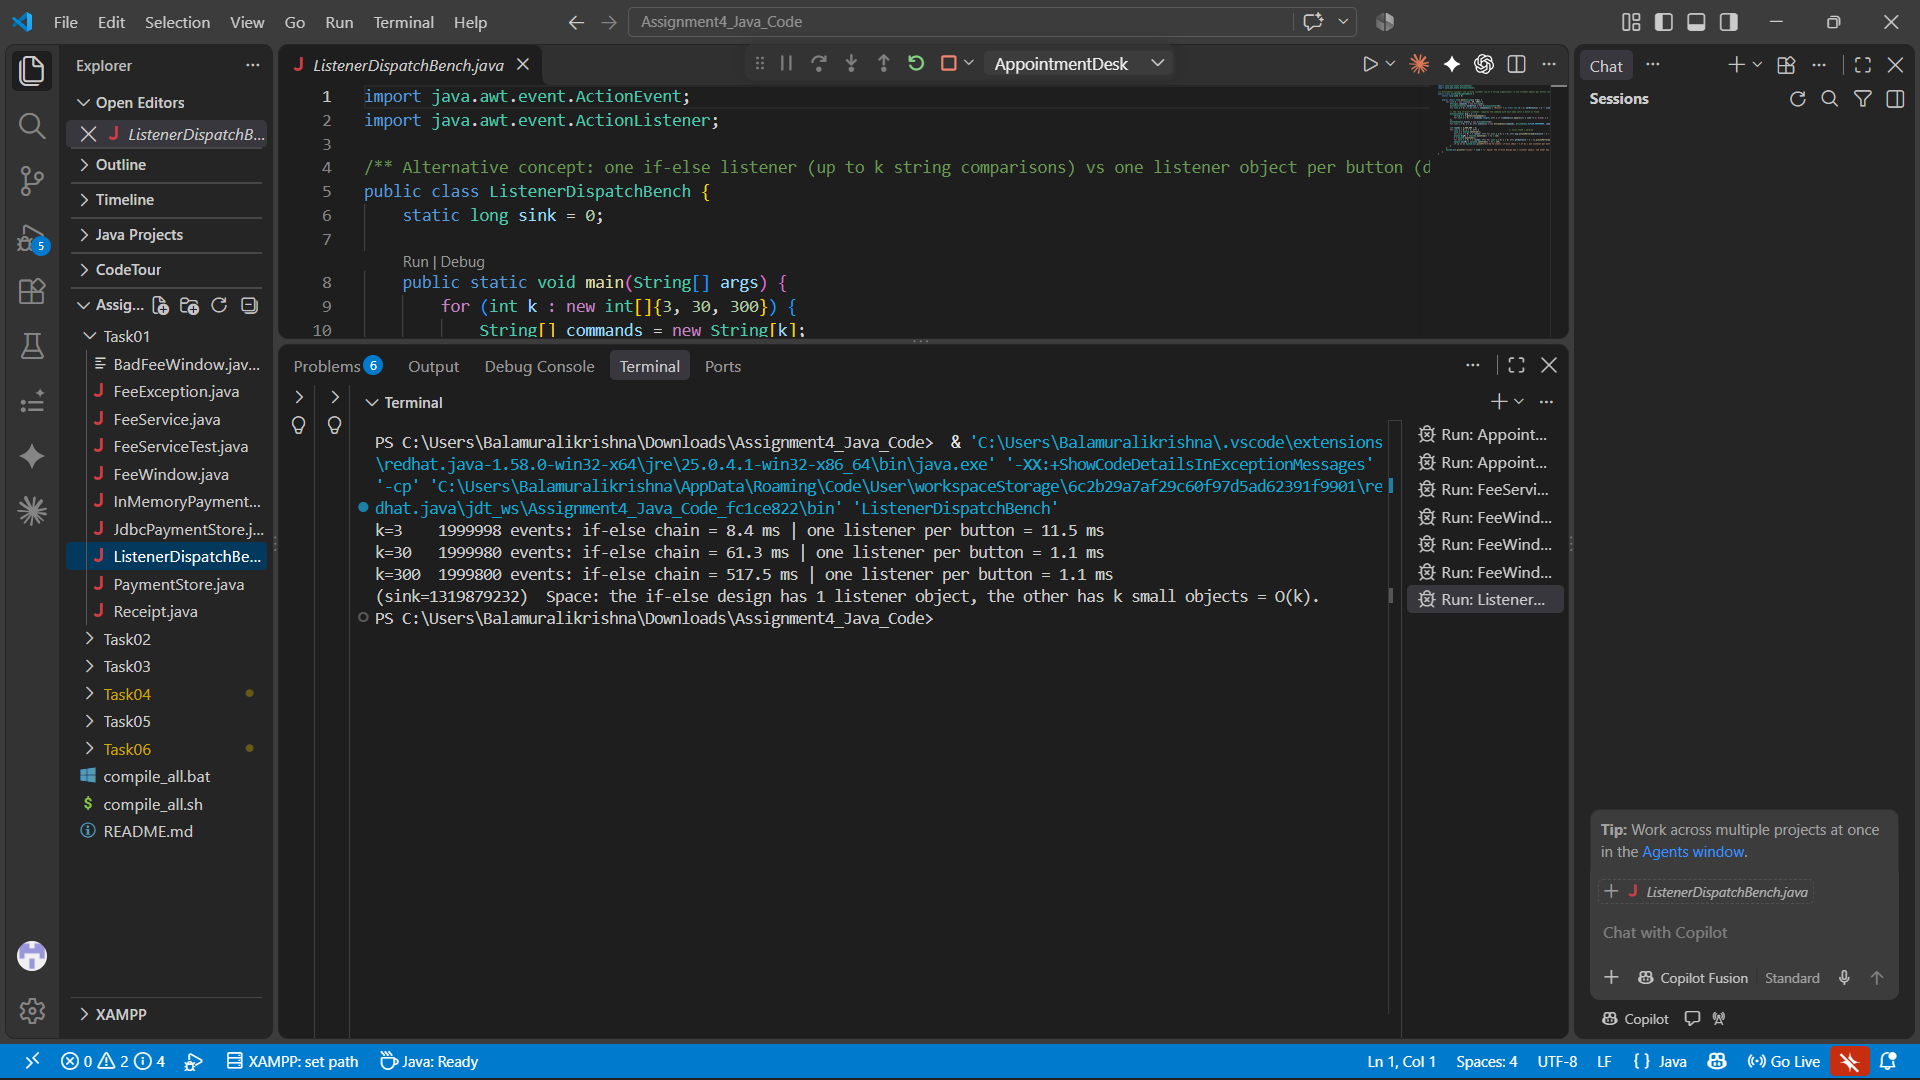 File Edit Selection View Go Run Terminal Help
Assignment4_Java_Code
Explorer
Open Editors
ListenerDispatchB...
Outline
Timeline
Java Projects
CodeTour
Assig...
Task01
BadFeeWindow.jav...
FeeException.java
FeeService.java
FeeServiceTest.java
FeeWindow.java
InMemoryPayment...
JdbcPaymentStore.j...
ListenerDispatchBe...
PaymentStore.java
Receipt.java
Task02
Task03
Task04
Task05
Task06
compile_all.bat
compile_all.sh
README.md
XAMPP
5
ListenerDispatchBench.java
AppointmentDesk
1 import java.awt.event.ActionEvent;
2 import java.awt.event.ActionListener;
3
4 /** Alternative concept: one if-else listener (up to k string comparisons) vs one listener object per button (d
5 public class ListenerDispatchBench {
6 static long sink = 0;
7
Run | Debug
8 public static void main(String[] args) {
9 for (int k : new int[]{3, 30, 300}) {
10 String[] commands = new String[k];
Problems 6 Output Debug Console Terminal Ports
Terminal
PS C:\Users\Balamuralikrishna\Downloads\Assignment4_Java_Code> & 'C:\Users\Balamuralikrishna\.vscode\extensions
\redhat.java-1.58.0-win32-x64\jre\25.0.4.1-win32-x86_64\bin\java.exe' '-XX:+ShowCodeDetailsInExceptionMessages'
'-cp' 'C:\Users\Balamuralikrishna\AppData\Roaming\Code\User\workspaceStorage\6c2b29a7af29c60f97d5ad62391f9901\re
dhat.java\jdt_ws\Assignment4_Java_Code_fc1ce822\bin' 'ListenerDispatchBench'
k=3 1999998 events: if-else chain = 8.4 ms | one listener per button = 11.5 ms
k=30 1999980 events: if-else chain = 61.3 ms | one listener per button = 1.1 ms
k=300 1999800 events: if-else chain = 517.5 ms | one listener per button = 1.1 ms
(sink=1319879232) Space: the if-else design has 1 listener object, the other has k small objects = O(k).
PS C:\Users\Balamuralikrishna\Downloads\Assignment4_Java_Code>
Run: Appoint...
Run: Appoint...
Run: FeeServi...
Run: FeeWind...
Run: FeeWind...
Run: FeeWind...
Run: Listener...
Chat
Sessions
Tip: Work across multiple projects at once
in the Agents window.
ListenerDispatchBench.java
Chat with Copilot
Copilot Fusion Standard
Copilot
0 2 4 XAMPP: set path Java: Ready
Ln 1, Col 1 Spaces: 4 UTF-8 LF { } Java Go Live